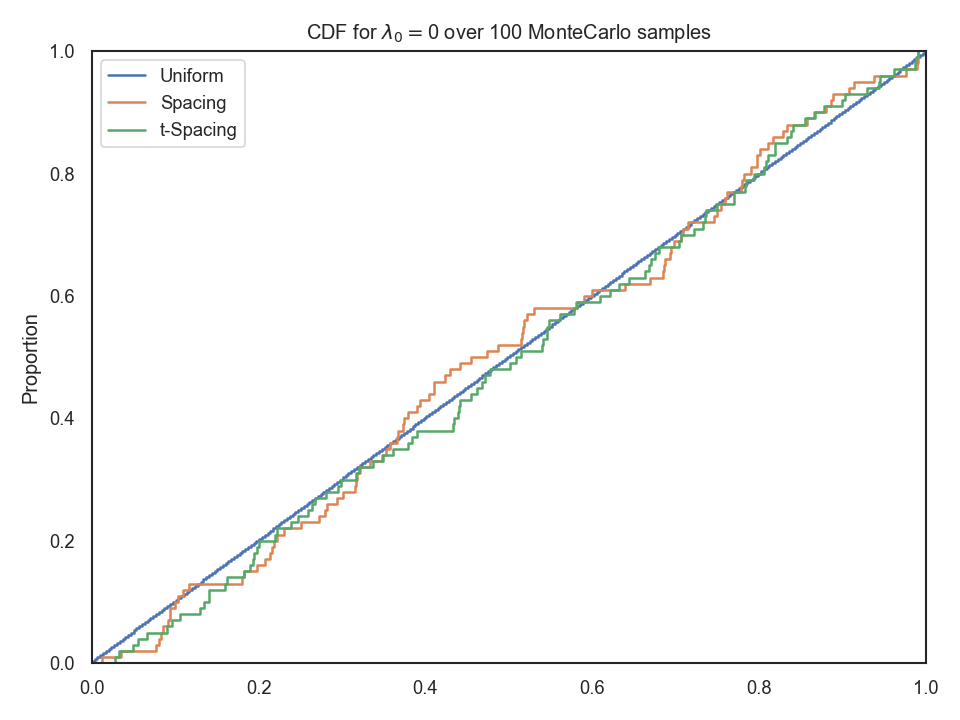 CDF for λ₀ = 0 over 100 MonteCarlo samples
1.0
Uniform
Spacing
t-Spacing
0.8
0.6
Proportion
0.4
0.2
0.0
0.0 0.2 0.4 0.6 0.8 1.0